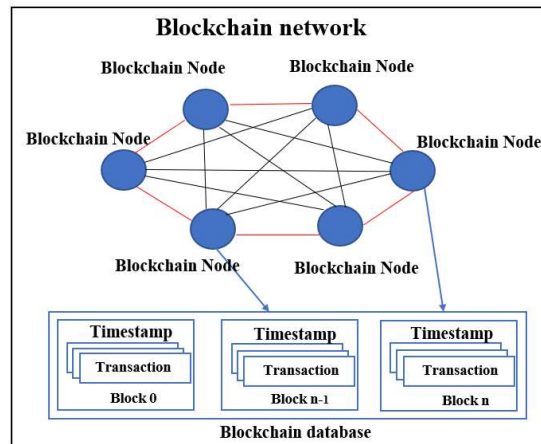 Blockchain network
Blockchain Node
Blockchain Node
Blockchain Node
Blockchain Node
Blockchain Node
Blockchain Node
Timestamp
Transaction
Block 0
Timestamp
Transaction
Block n-1
Timestamp
Transaction
Block n
Blockchain database